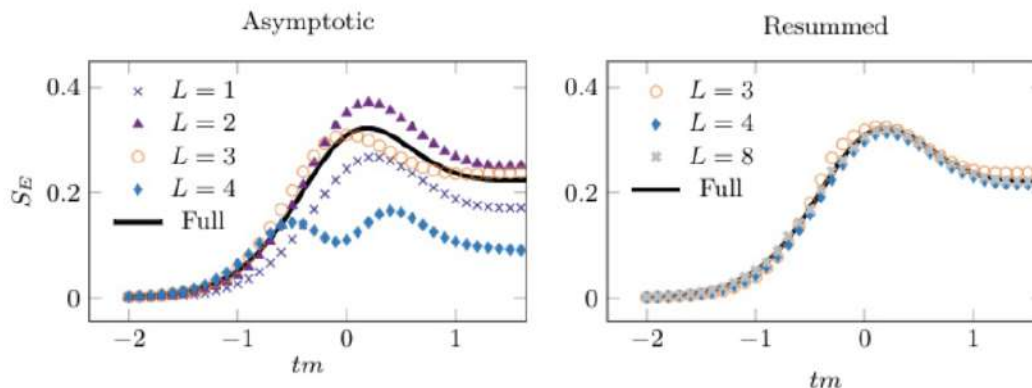 Asymptotic
S_E
0.4
0.2
0
L = 1
L = 2
L = 3
L = 4
Full
−2 −1 0 1
tm
Resummed
0.4
0.2
0
L = 3
L = 4
L = 8
Full
−2 −1 0 1
tm